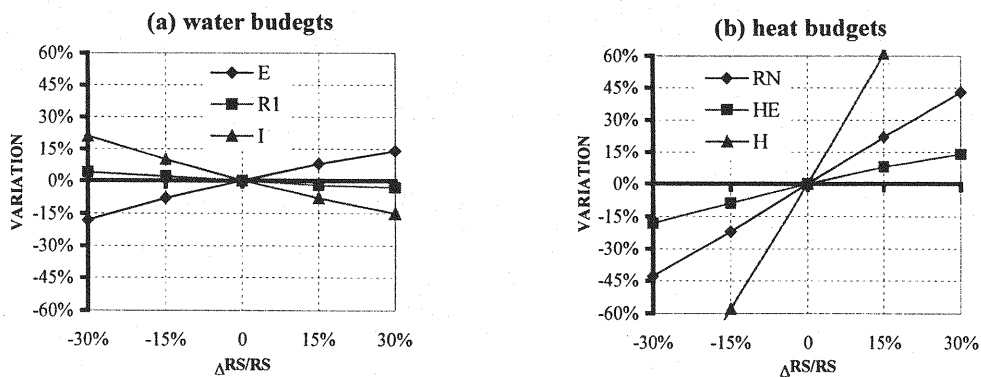 (a) water budegts
60%
45%
30%
15%
0%
-15%
-30%
-45%
-60%
VARIATION
E
R1
I
-30%
-15%
0
15%
30%
ΔRS/RS
(b) heat budgets
60%
45%
30%
15%
0%
-15%
-30%
-45%
-60%
VARIATION
RN
HE
H
-30%
-15%
0
15%
30%
ΔRS/RS